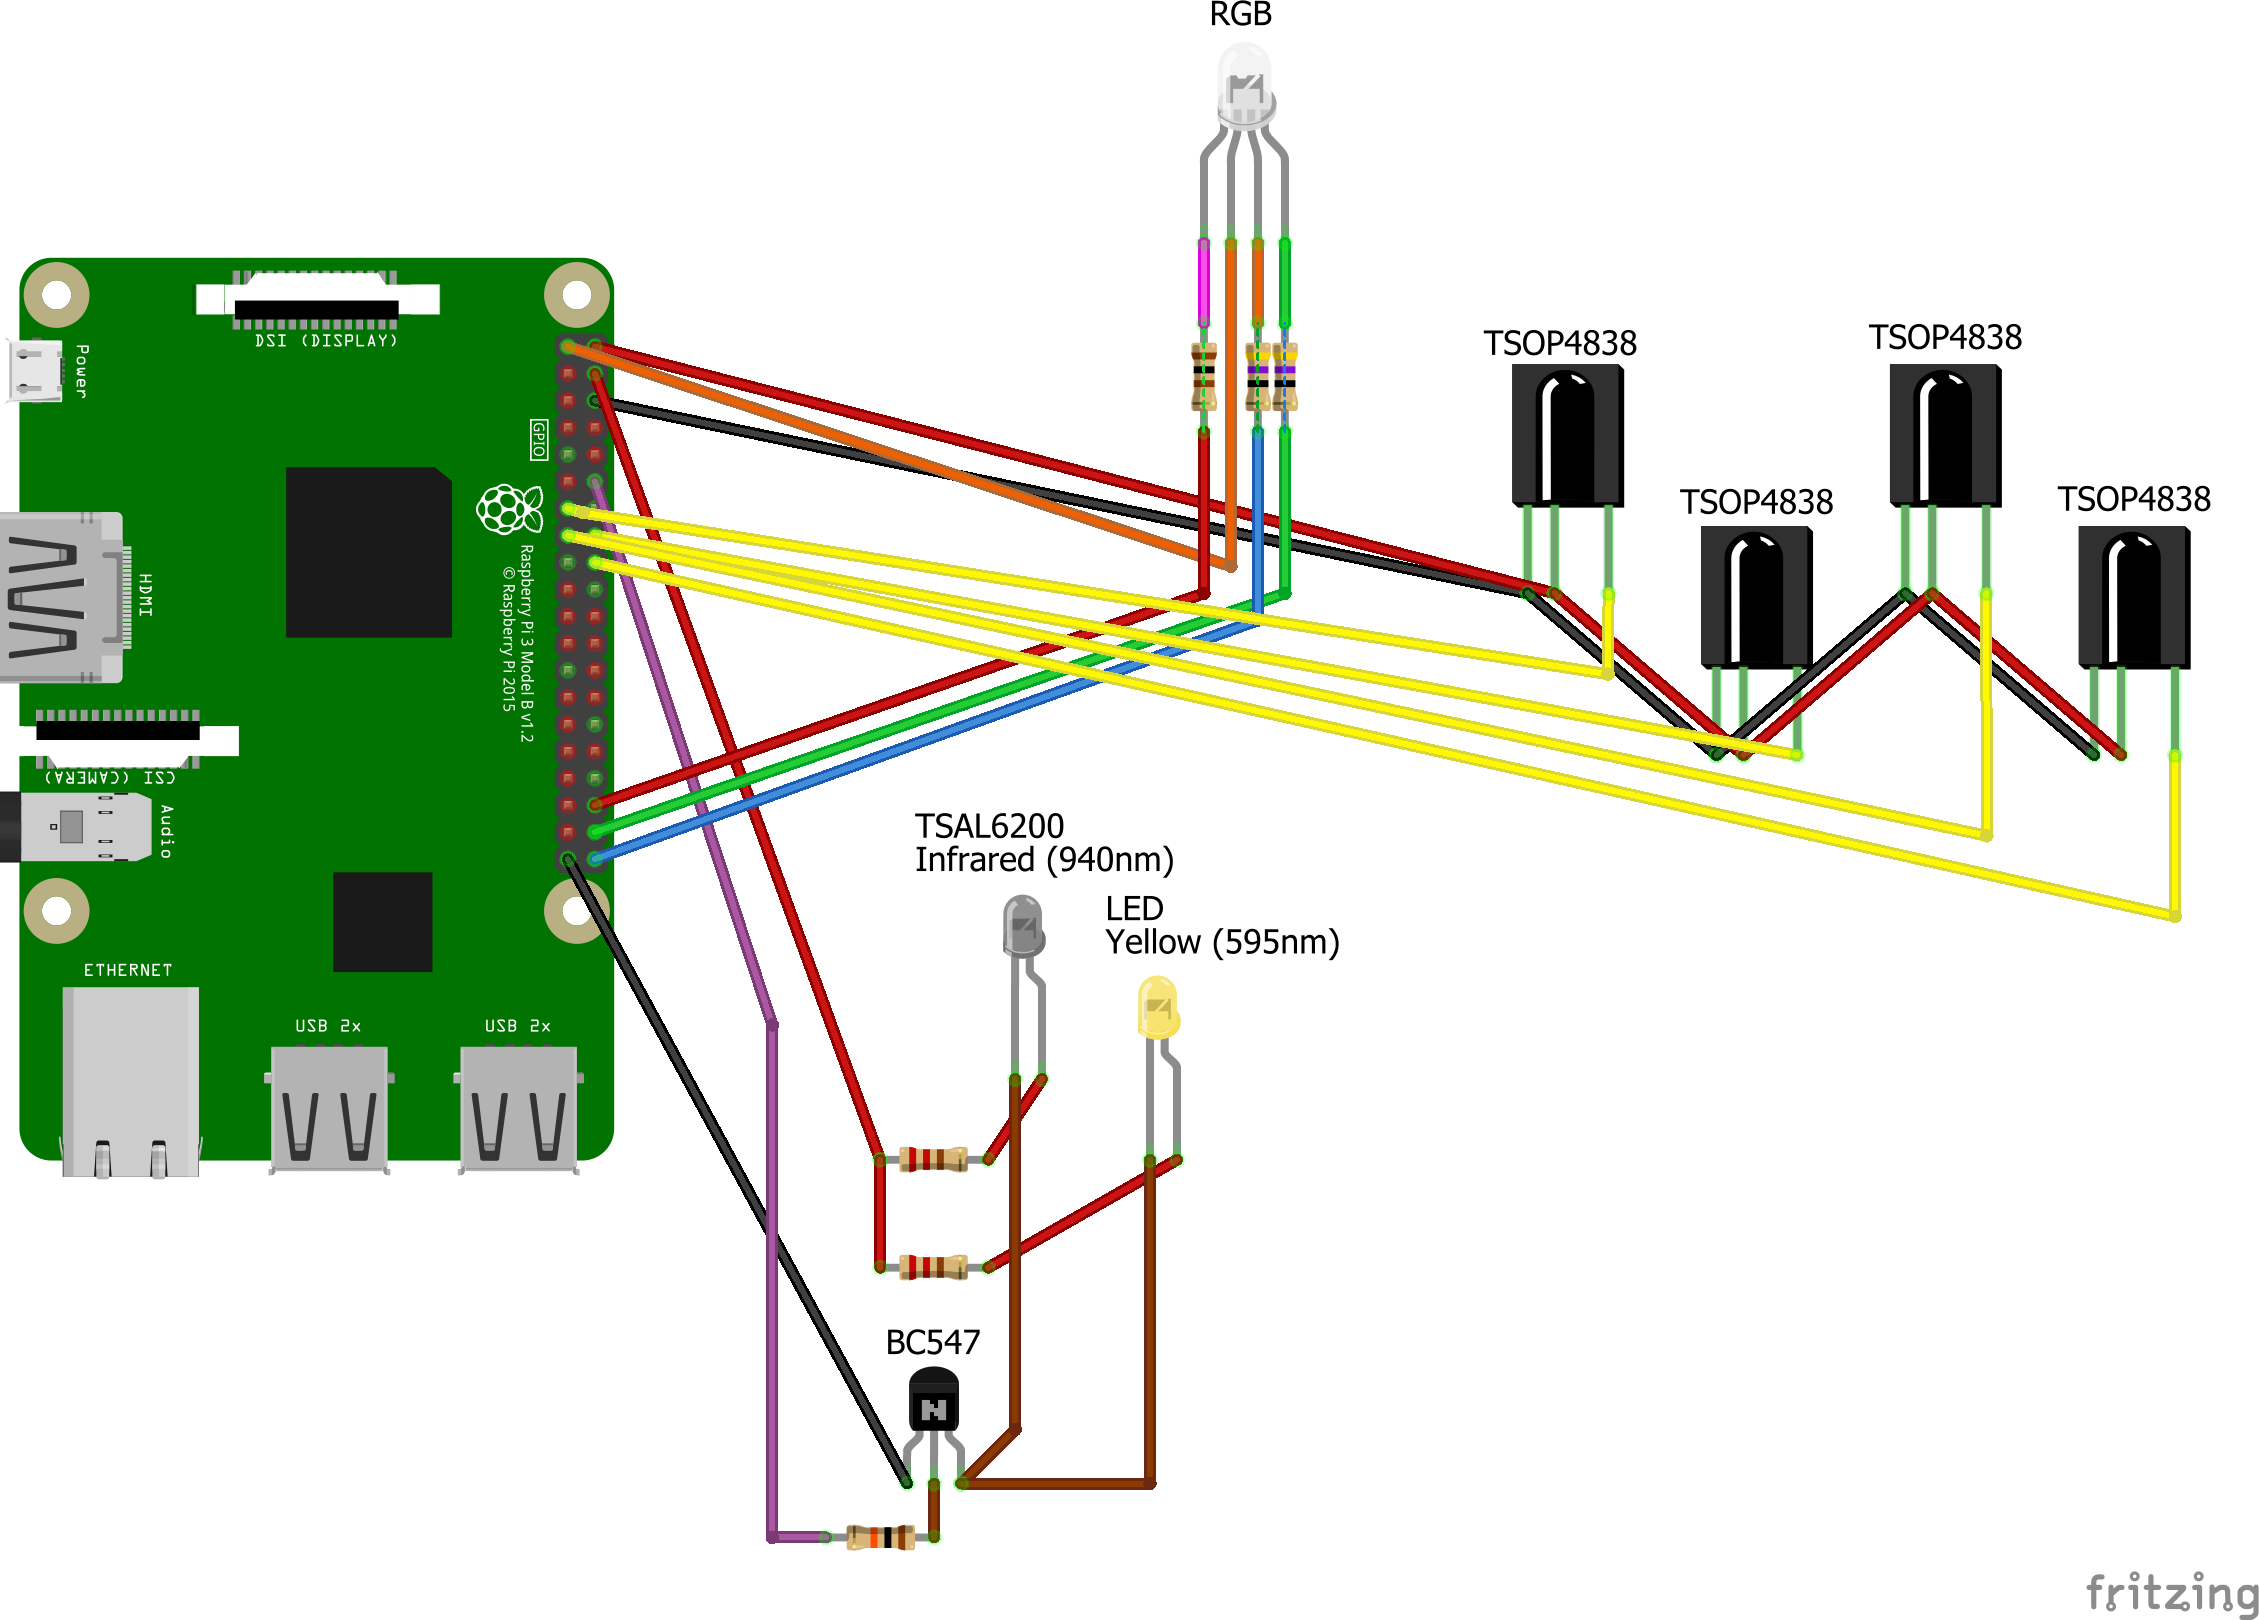 RGB
TSOP4838
TSOP4838
TSOP4838
TSOP4838
DSI (DISPLAY)
Power
GPIO
HDMI
Raspberry Pi 3 Model B v1.2
© Raspberry Pi 2015
CSI (CAMERA)
Audio
ETHERNET
USB 2x
USB 2x
TSAL6200
Infrared (940nm)
LED
Yellow (595nm)
BC547
N
fritzing